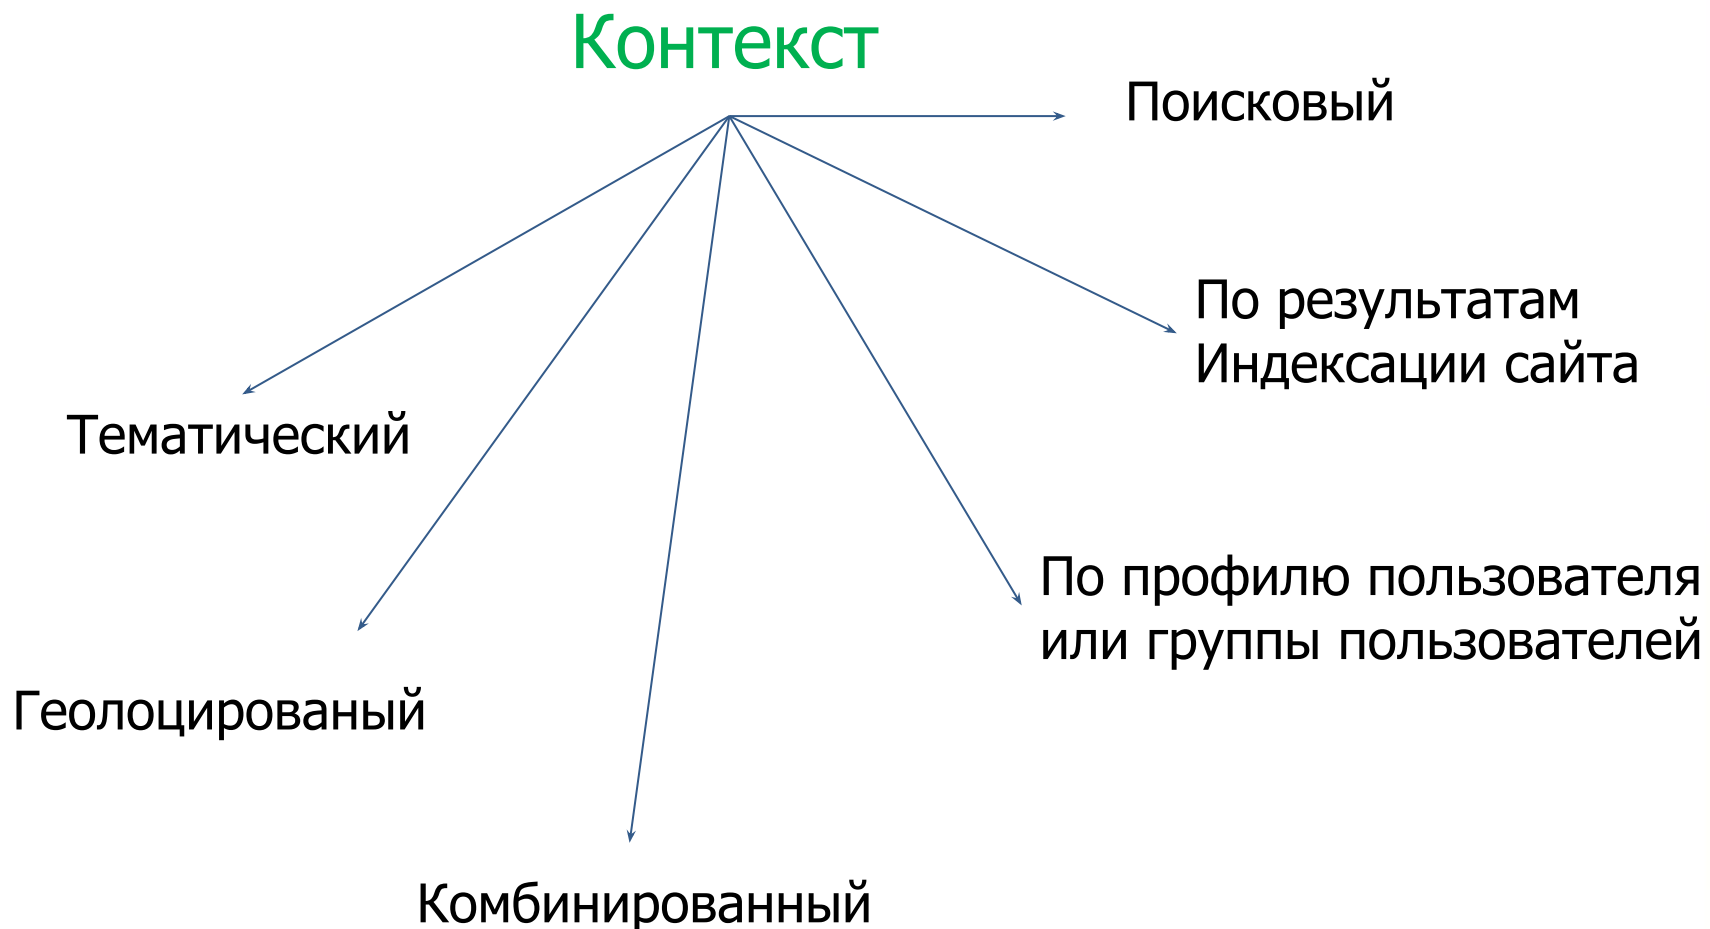 Контекст
Поисковый
По результатам
Индексации сайта
Тематический
По профилю пользователя
или группы пользователей
Геолоцированый
Комбинированный